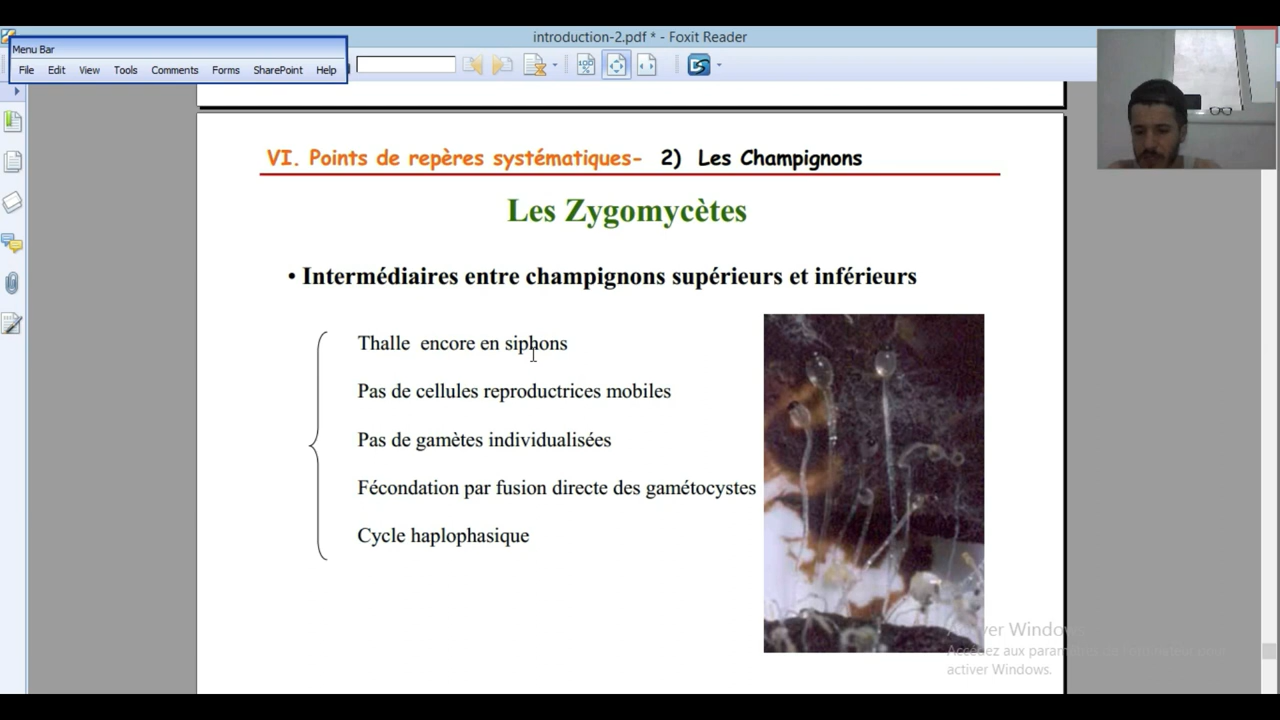 introduction-2.pdf * - Foxit Reader
Menu Bar
File Edit View Tools Comments Forms SharePoint Help
VI. Points de repères systématiques- 2) Les Champignons
Les Zygomycètes
• Intermédiaires entre champignons supérieurs et inférieurs
Thalle encore en siphons
Pas de cellules reproductrices mobiles
Pas de gamètes individualisées
Fécondation par fusion directe des gamétocystes
Cycle haplophasique
Activer Windows
Accédez aux paramètres de l'ordinateur pour
activer Windows.